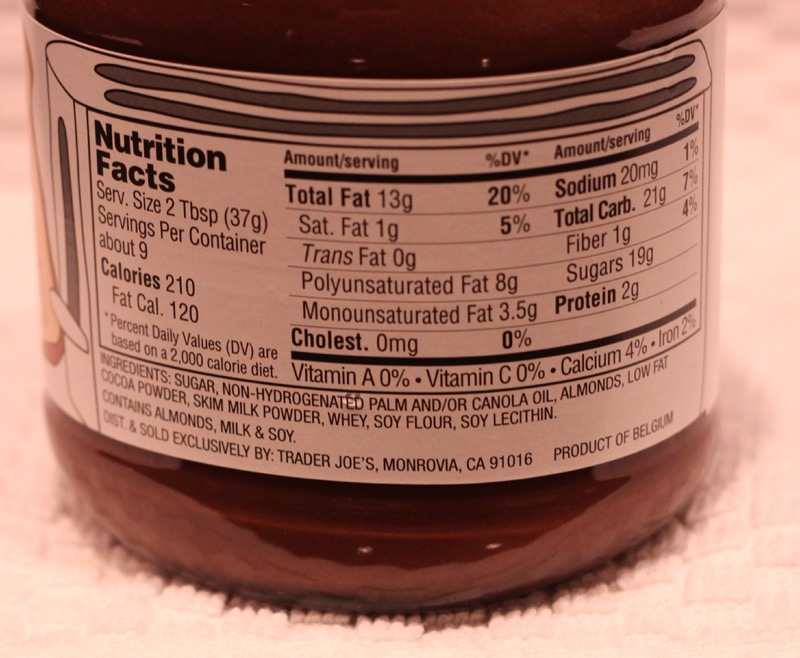 Nutrition
Facts
Serv. Size 2 Tbsp (37g)
Servings Per Container
about 9
Calories 210
Fat Cal. 120
*Percent Daily Values (DV) are
based on a 2,000 calorie diet.
Amount/serving %DV*
Total Fat 13g 20%
Sat. Fat 1g 5%
Trans Fat 0g
Polyunsaturated Fat 8g
Monounsaturated Fat 3.5g
Cholest. 0mg 0%
Amount/serving %DV*
Sodium 20mg 1%
Total Carb. 21g 7%
Fiber 1g 4%
Sugars 19g
Protein 2g
Vitamin A 0% • Vitamin C 0% • Calcium 4% • Iron 2%
INGREDIENTS: SUGAR, NON-HYDROGENATED PALM AND/OR CANOLA OIL, ALMONDS, LOW FAT
COCOA POWDER, SKIM MILK POWDER, WHEY, SOY FLOUR, SOY LECITHIN.
CONTAINS ALMONDS, MILK & SOY.
DIST. & SOLD EXCLUSIVELY BY: TRADER JOE'S, MONROVIA, CA 91016 PRODUCT OF BELGIUM